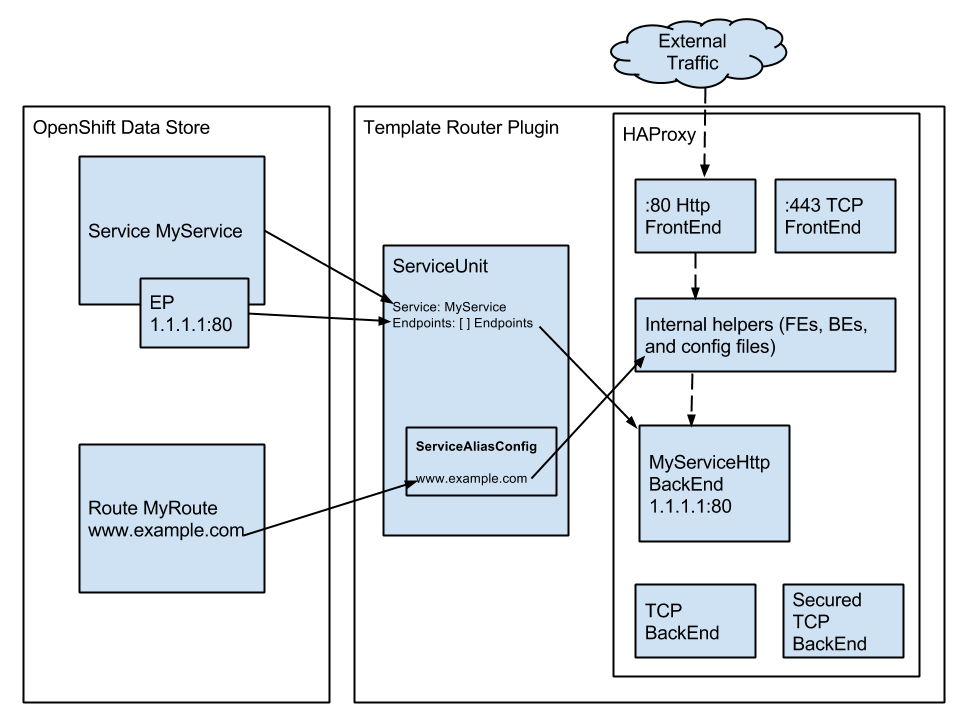 External
Traffic
OpenShift Data Store
Service MyService
EP
1.1.1.1:80
Route MyRoute
www.example.com
Template Router Plugin
ServiceUnit
Service: MyService
Endpoints: [ ] Endpoints
ServiceAliasConfig
www.example.com
HAProxy
:80 Http
FrontEnd
:443 TCP
FrontEnd
Internal helpers (FEs, BEs,
and config files)
MyServiceHttp
BackEnd
1.1.1.1:80
TCP
BackEnd
Secured
TCP
BackEnd